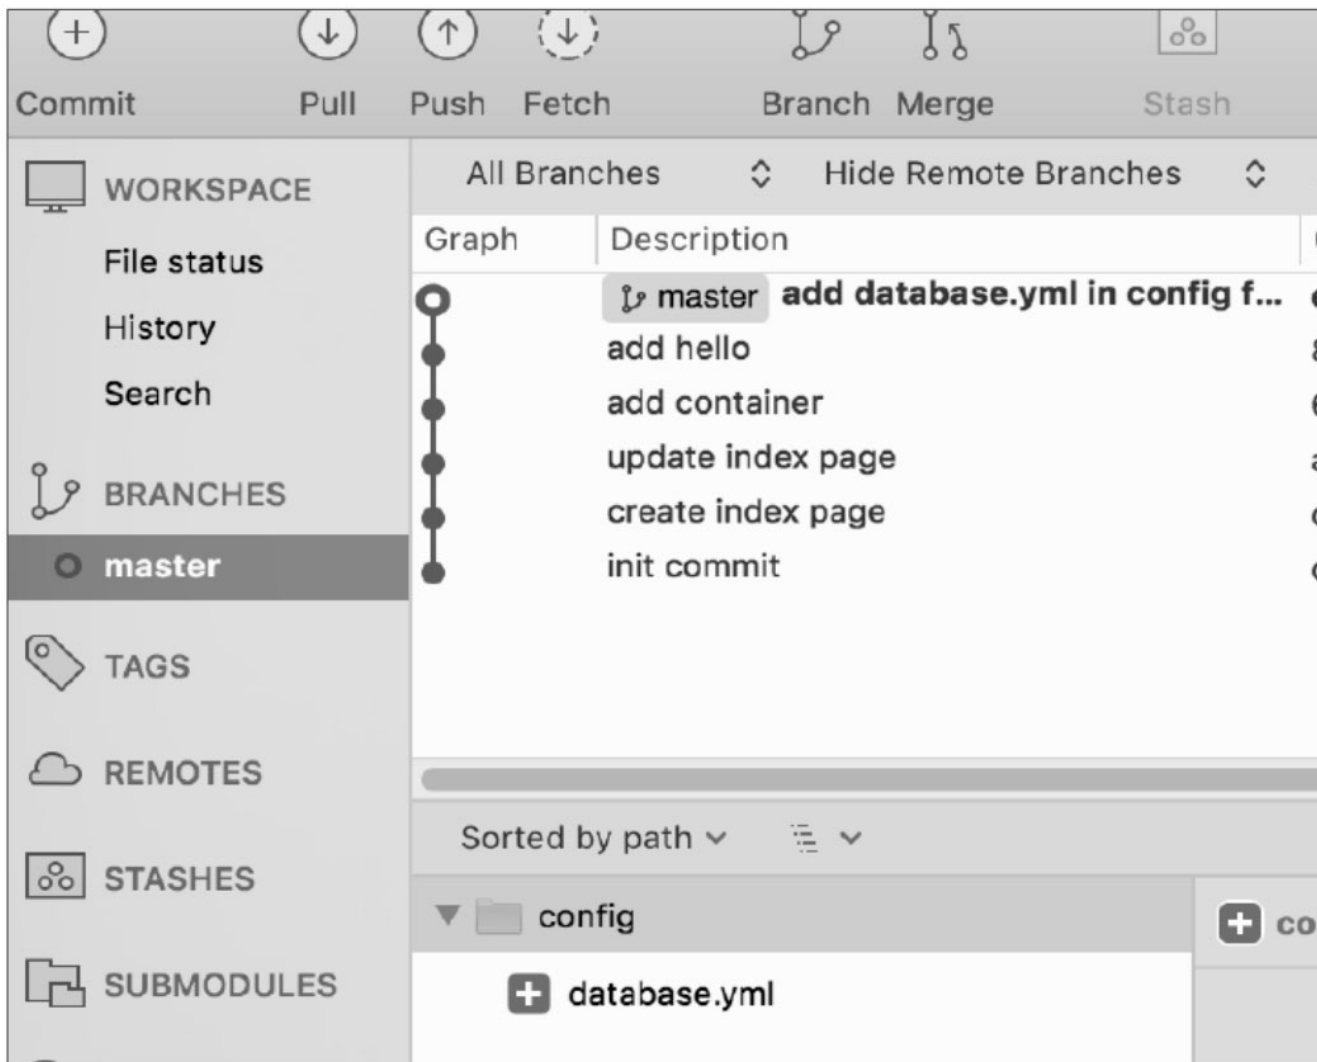 Commit Pull Push Fetch Branch Merge Stash
All Branches Hide Remote Branches
WORKSPACE
File status
History
Search
BRANCHES
master
TAGS
REMOTES
STASHES
SUBMODULES
Graph Description
master add database.yml in config f...
add hello
add container
update index page
create index page
init commit
Sorted by path
config
co
database.yml